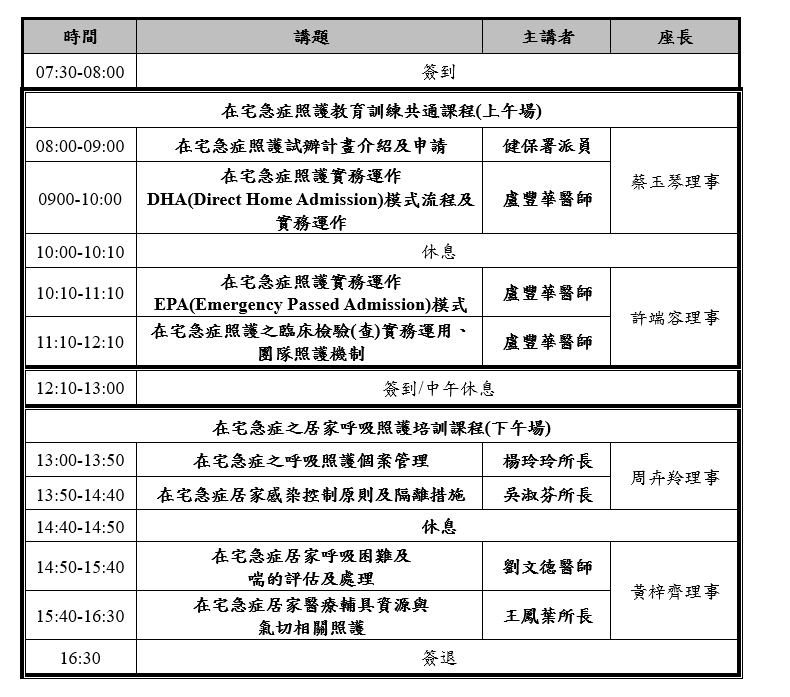 時間 講題 主講者 座長
07:30-08:00 簽到
在宅急症照護教育訓練共通課程(上午場)
08:00-09:00 在宅急症照護試辦計畫介紹及申請 健保署派員 蔡玉琴理事
0900-10:00 在宅急症照護實務運作
DHA(Direct Home Admission)模式流程及
實務運作 盧豐華醫師
10:00-10:10 休息
10:10-11:10 在宅急症照護實務運作
EPA(Emergency Passed Admission)模式 盧豐華醫師 許端容理事
11:10-12:10 在宅急症照護之臨床檢驗(查)實務運用、
團隊照護機制 盧豐華醫師
12:10-13:00 簽到/中午休息
在宅急症之居家呼吸照護培訓課程(下午場)
13:00-13:50 在宅急症之呼吸照護個案管理 楊玲玲所長 周卉羚理事
13:50-14:40 在宅急症居家感染控制原則及隔離措施 吳淑芬所長
14:40-14:50 休息
14:50-15:40 在宅急症居家呼吸困難及
喘的評估及處理 劉文德醫師 黃梓齊理事
15:40-16:30 在宅急症居家醫療輔具資源與
氣切相關照護 王鳳葉所長
16:30 簽退